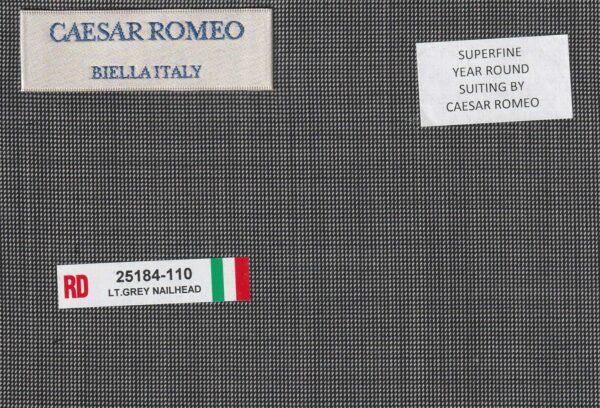 CAESAR ROMEO
BIELLA ITALY
SUPERFINE
YEAR ROUND
SUITING BY
CAESAR ROMEO
RD
25184-110
LT.GREY NAILHEAD